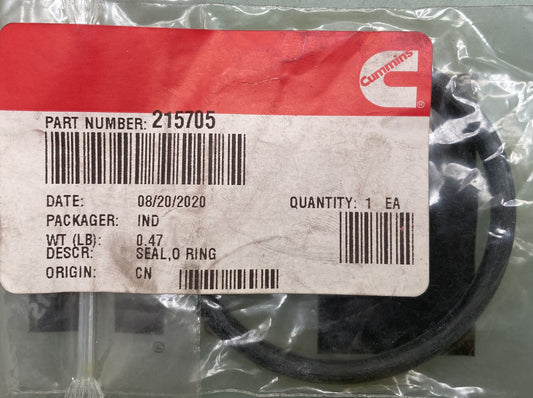 Cummins
®
PART NUMBER: 215705
DATE: 08/20/2020 QUANTITY: 1 EA
PACKAGER: IND
WT (LB): 0.47
DESCR: SEAL,O RING
ORIGIN: CN
®